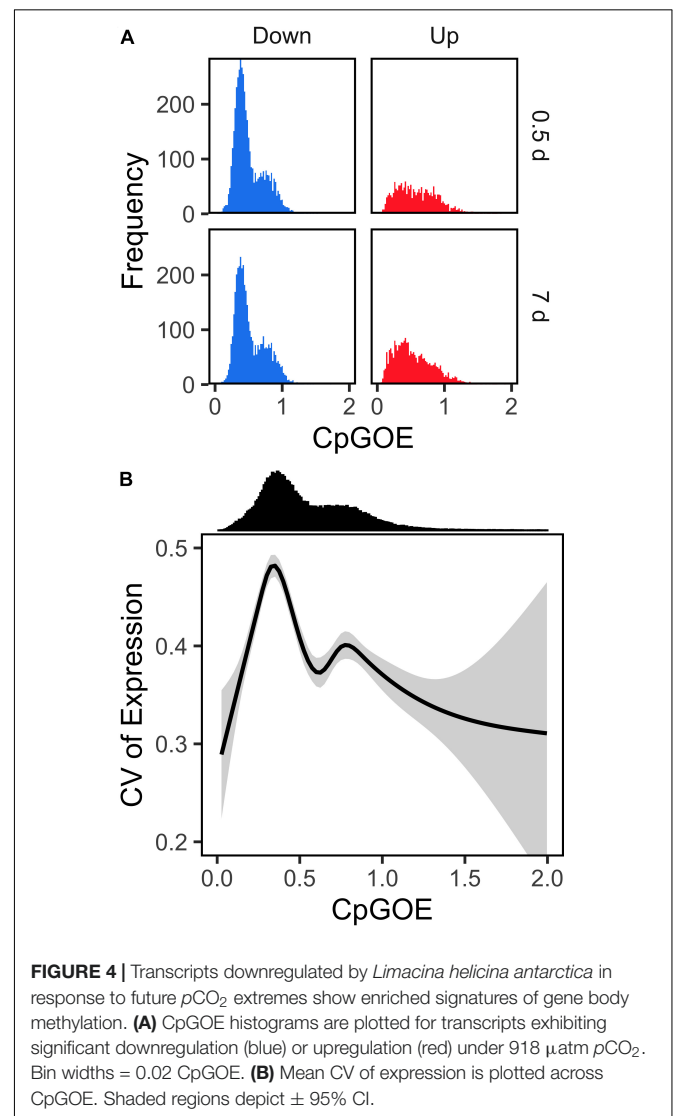 A
Down
Up
200
100
0
0.5 d
Frequency
200
100
0
7 d
0
1
2
0
1
2
CpGOE
B
0.5
0.4
0.3
0.2
CV of Expression
0.0
0.5
1.0
1.5
2.0
CpGOE
FIGURE 4 | Transcripts downregulated by Limacina helicina antarctica in
response to future pCO₂ extremes show enriched signatures of gene body
methylation. (A) CpGOE histograms are plotted for transcripts exhibiting
significant downregulation (blue) or upregulation (red) under 918 μatm pCO₂.
Bin widths = 0.02 CpGOE. (B) Mean CV of expression is plotted across
CpGOE. Shaded regions depict ± 95% CI.